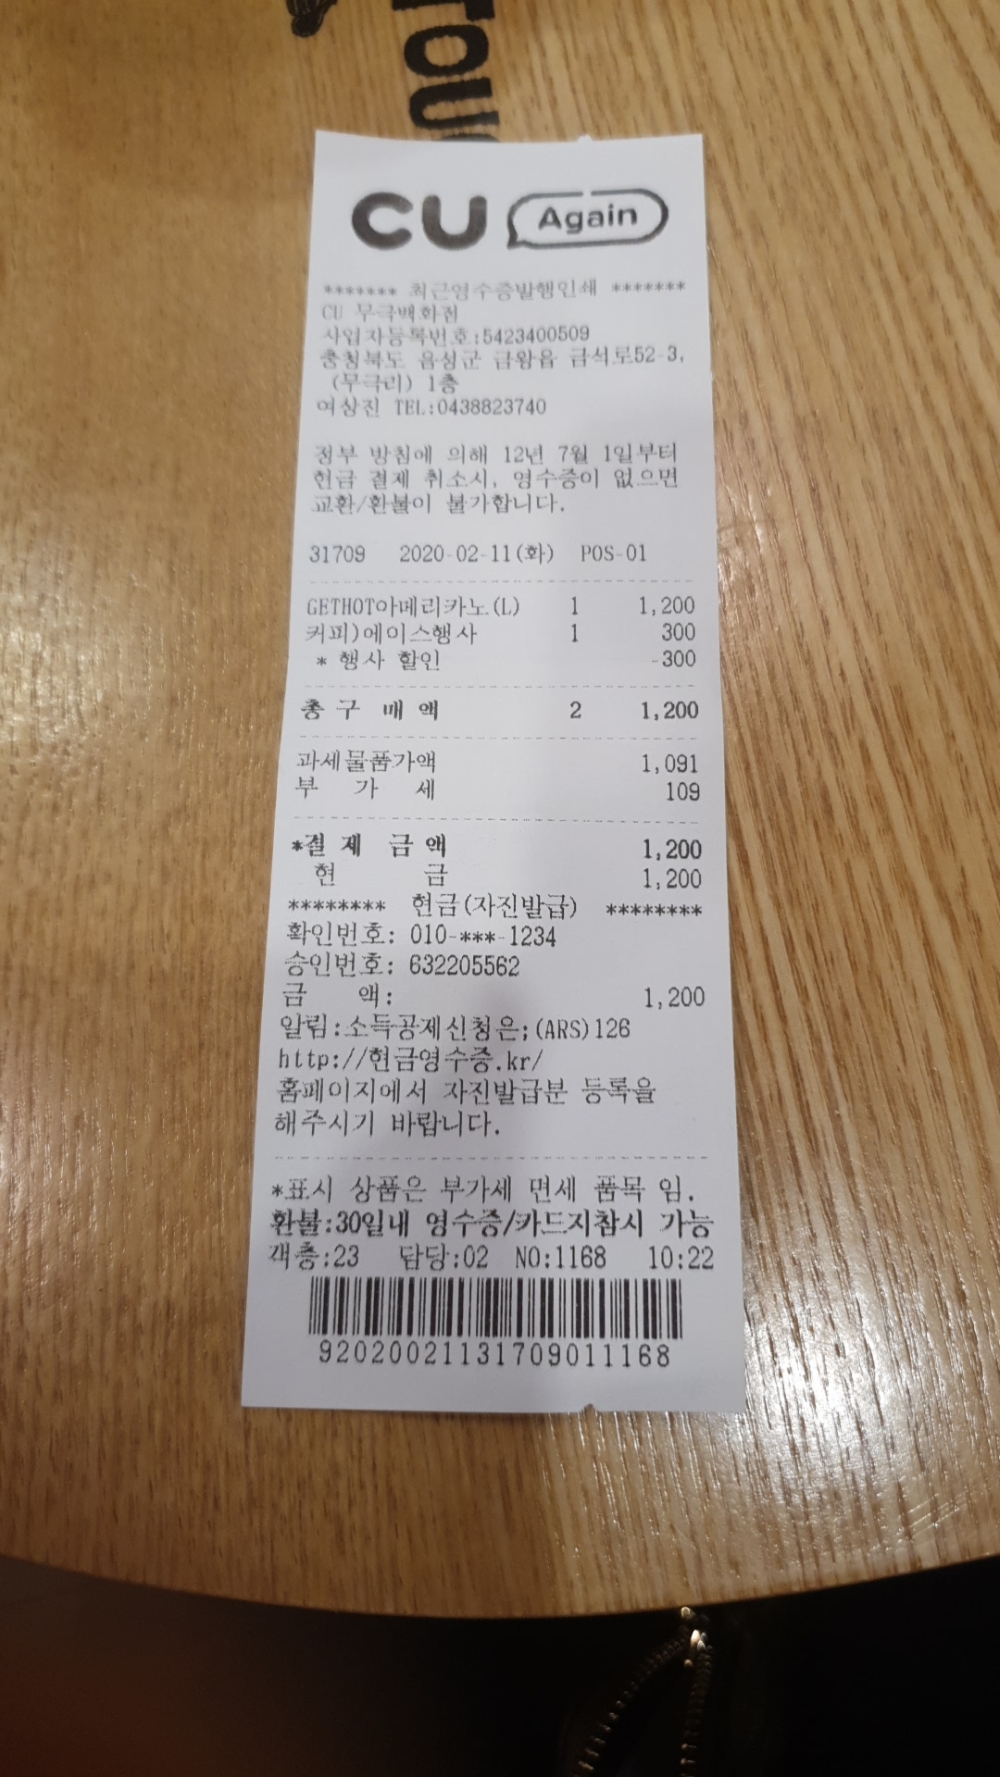 TOU
CU Again
******* 최근영수증발행인쇄 *******
CU 무극백화점
사업자등록번호:5423400509
충청북도 음성군 금왕읍 금석로52-3,
(무극리) 1층
여상진 TEL:0438823740
정부 방침에 의해 12년 7월 1일부터
현금 결제 취소시, 영수증이 없으면
교환/환불이 불가합니다.
31709 2020-02-11(화) POS-01
GETHOT아메리카노(L) 1 1,200
커피)에이스행사 1 300
* 행사 할인 -300
총 구 매 액 2 1,200
과세물품가액 1,091
부 가 세 109
*결 제 금 액 1,200
현 금 1,200
******** 현금(자진발급) ********
확인번호: 010-***-1234
승인번호: 632205562
금 액: 1,200
알림:소득공제신청은;(ARS)126
http://현금영수증.kr/
홈페이지에서 자진발급분 등록을
해주시기 바랍니다.
*표시 상품은 부가세 면세 품목 임.
환불:30일내 영수증/카드지참시 가능
객층:23 담당:02 NO:1168 10:22
92020021131709011168